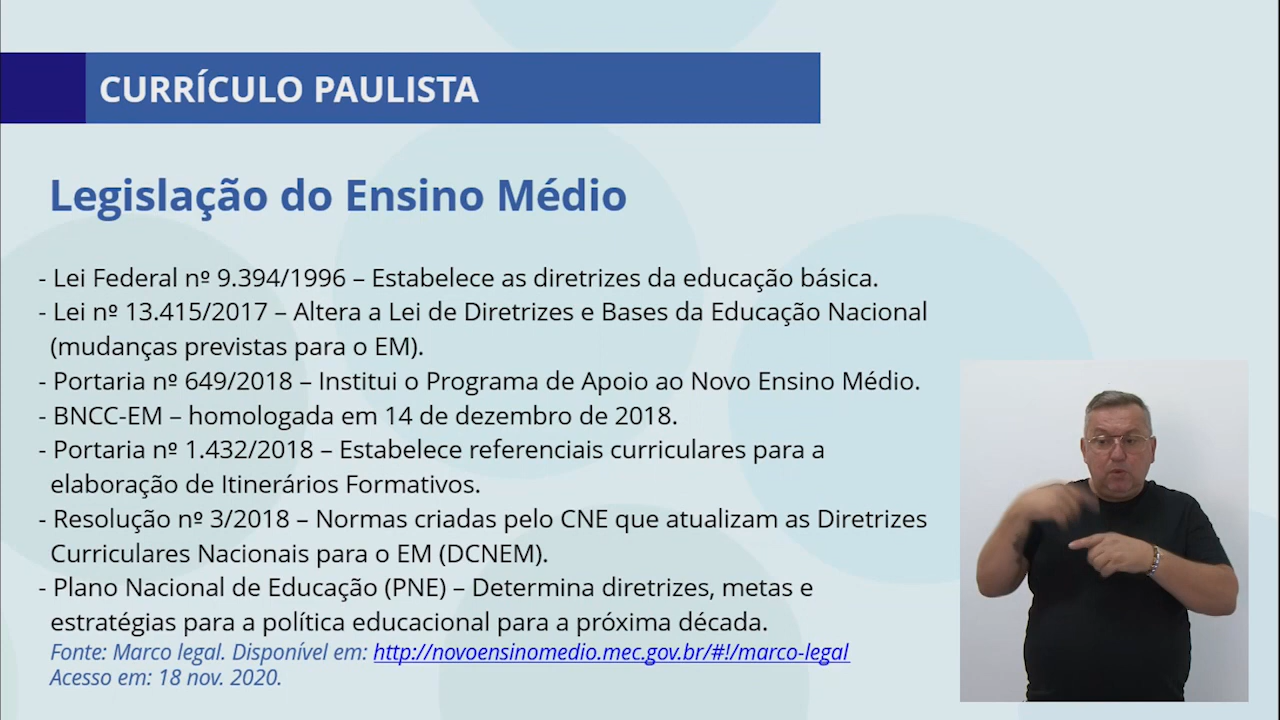 CURRÍCULO PAULISTA
Legislação do Ensino Médio
- Lei Federal nº 9.394/1996 – Estabelece as diretrizes da educação básica.
- Lei nº 13.415/2017 – Altera a Lei de Diretrizes e Bases da Educação Nacional
(mudanças previstas para o EM).
- Portaria nº 649/2018 – Institui o Programa de Apoio ao Novo Ensino Médio.
- BNCC-EM – homologada em 14 de dezembro de 2018.
- Portaria nº 1.432/2018 – Estabelece referenciais curriculares para a
elaboração de Itinerários Formativos.
- Resolução nº 3/2018 – Normas criadas pelo CNE que atualizam as Diretrizes
Curriculares Nacionais para o EM (DCNEM).
- Plano Nacional de Educação (PNE) – Determina diretrizes, metas e
estratégias para a política educacional para a próxima década.
Fonte: Marco legal. Disponível em: http://novoensinomedio.mec.gov.br/#!/marco-legal
Acesso em: 18 nov. 2020.